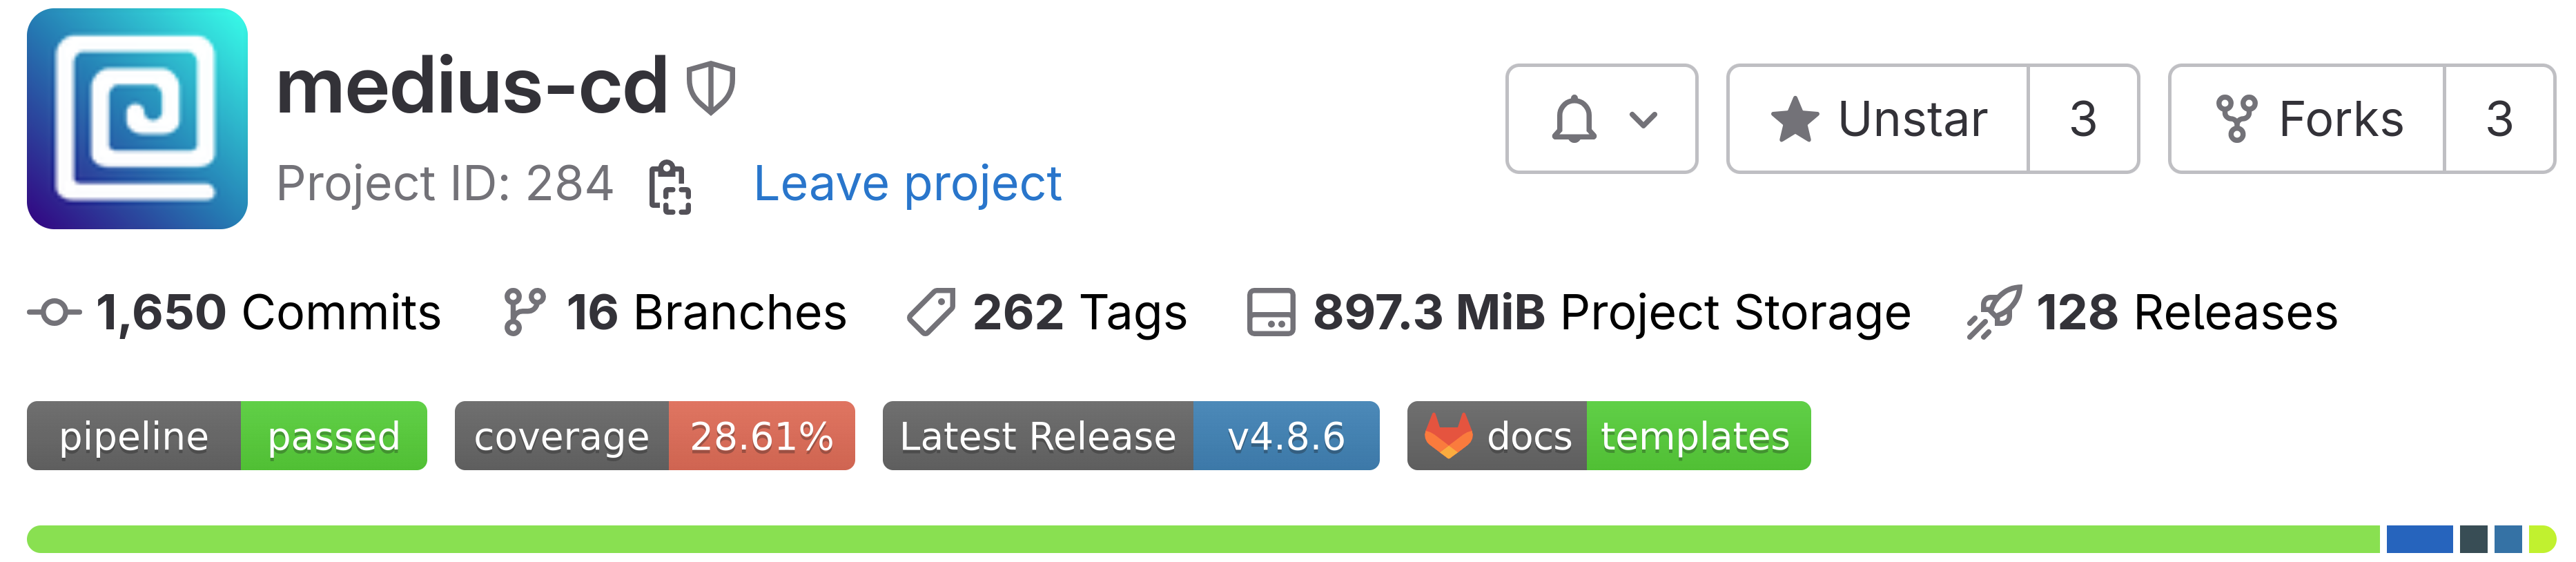 medius-cd
Project ID: 284 Leave project
Unstar 3 Forks 3
1,650 Commits 16 Branches 262 Tags 897.3 MiB Project Storage 128 Releases
pipeline passed coverage 28.61% Latest Release v4.8.6 docs templates